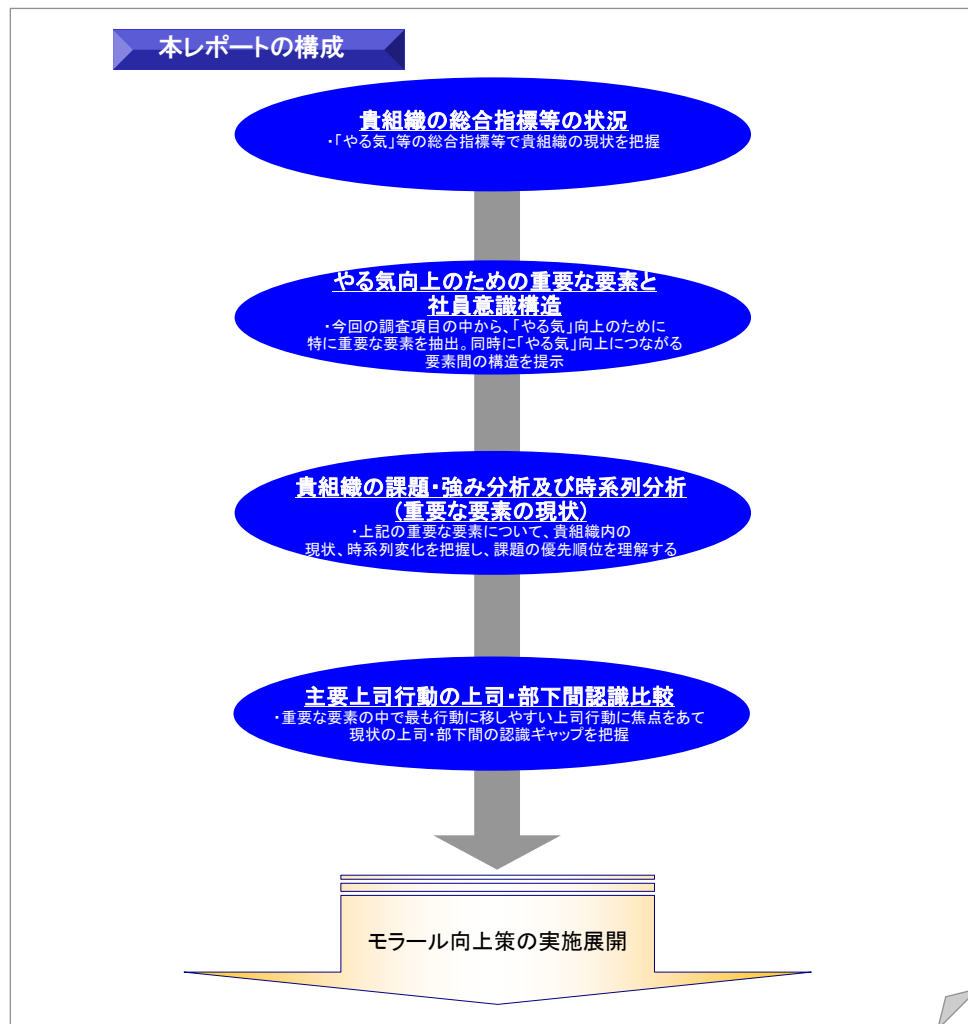 本レポートの構成
貴組織の総合指標等の状況
・「やる気」等の総合指標等で貴組織の現状を把握
やる気向上のための重要な要素と
社員意識構造
・今回の調査項目の中から、「やる気」向上のために
特に重要な要素を抽出。同時に「やる気」向上につながる
要素間の構造を提示
貴組織の課題・強み分析及び時系列分析
(重要な要素の現状)
・上記の重要な要素について、貴組織内の
現状、時系列変化を把握し、課題の優先順位を理解する
主要上司行動の上司・部下間認識比較
・重要な要素の中で最も行動に移しやすい上司行動に焦点をあて
現状の上司・部下間の認識ギャップを把握
モラール向上策の実施展開